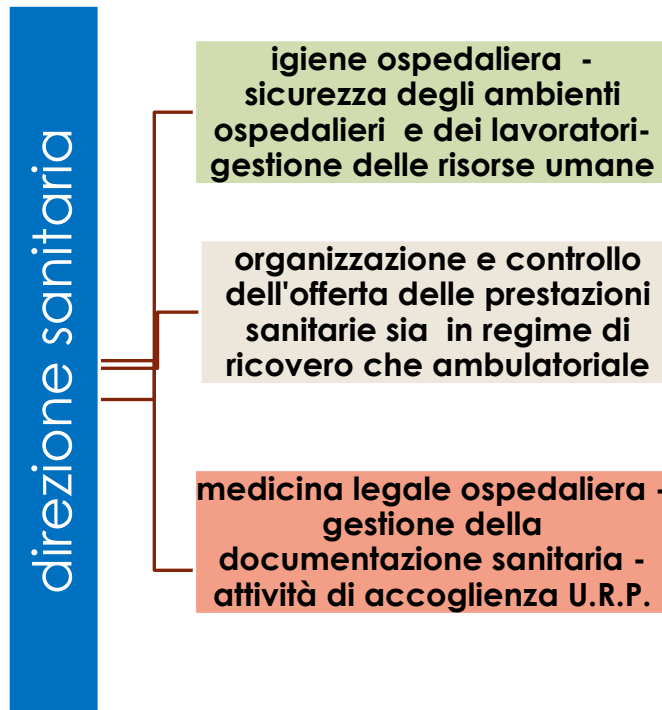 direzione sanitaria
igiene ospedaliera -
sicurezza degli ambienti
ospedalieri e dei lavoratori-
gestione delle risorse umane
organizzazione e controllo
dell'offerta delle prestazioni
sanitarie sia in regime di
ricovero che ambulatoriale
medicina legale ospedaliera -
gestione della
documentazione sanitaria -
attività di accoglienza U.R.P.